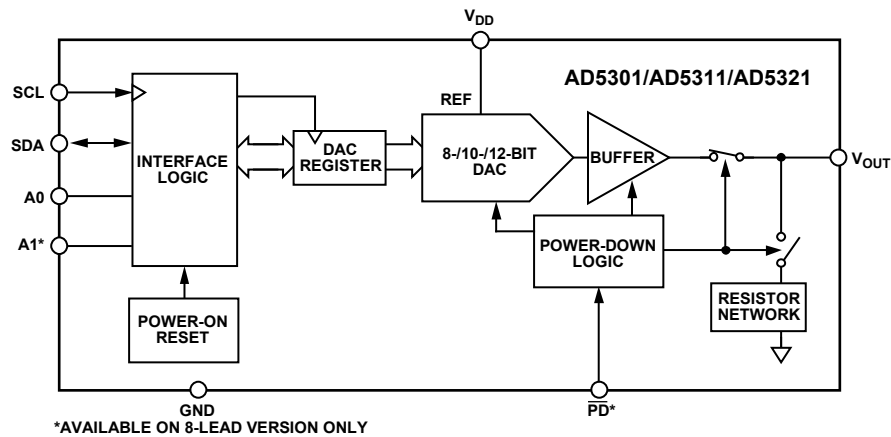 V_DD
AD5301/AD5311/AD5321
SCL
REF
SDA
INTERFACE
LOGIC
DAC
REGISTER
8-/10-/12-BIT
DAC
BUFFER
V_OUT
A0
A1*
POWER-DOWN
LOGIC
POWER-ON
RESET
RESISTOR
NETWORK
GND
P̅D̅*
*AVAILABLE ON 8-LEAD VERSION ONLY